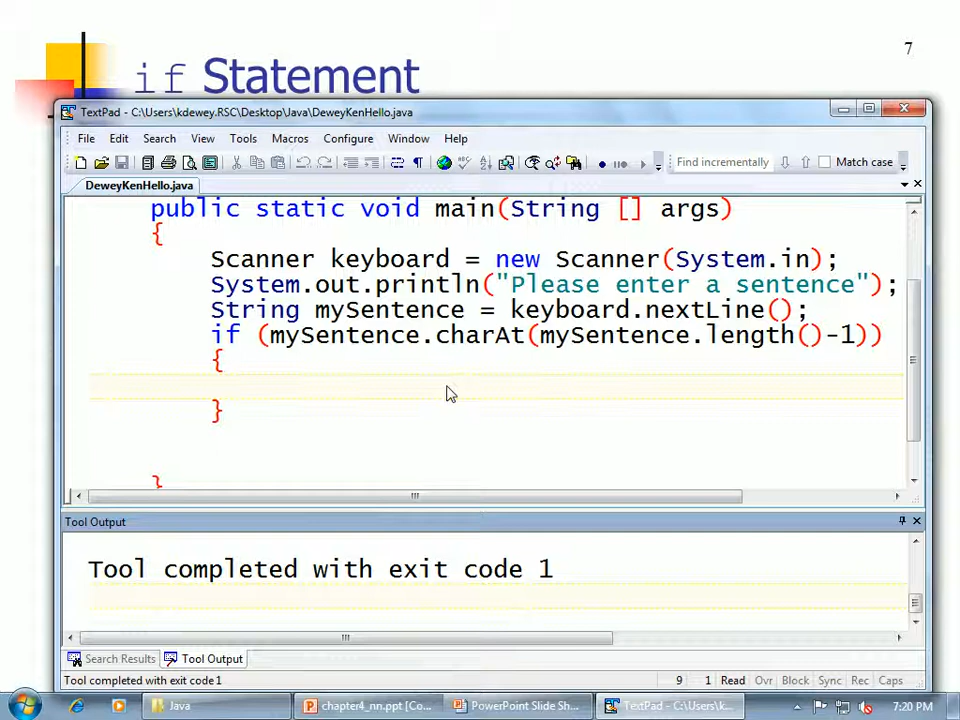 7
if Statement
TextPad - C:\Users\kdewey.RSC\Desktop\Java\DeweyKenHello.java
File Edit Search View Tools Macros Configure Window Help
Find incrementally Match case
DeweyKenHello.java
public static void main(String [] args)
{
Scanner keyboard = new Scanner(System.in);
System.out.println("Please enter a sentence");
String mySentence = keyboard.nextLine();
if (mySentence.charAt(mySentence.length()-1))
{
}
}
Tool Output
Tool completed with exit code 1
Search Results Tool Output
Tool completed with exit code 1 9 1 Read Ovr Block Sync Rec Caps
Java chapter4_nn.ppt [Co... PowerPoint Slide Sh... TextPad - C:\Users\k... 7:20 PM